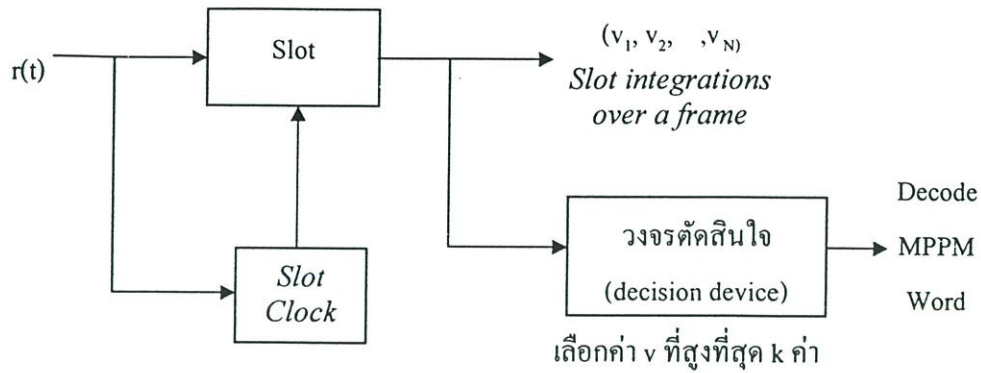 r(t)
Slot
(v1, v2, ,vN)
Slot integrations
over a frame
Slot
Clock
วงจรตัดสินใจ
(decision device)
เลือกค่า v ที่สูงที่สุด k ค่า
Decode
MPPM
Word